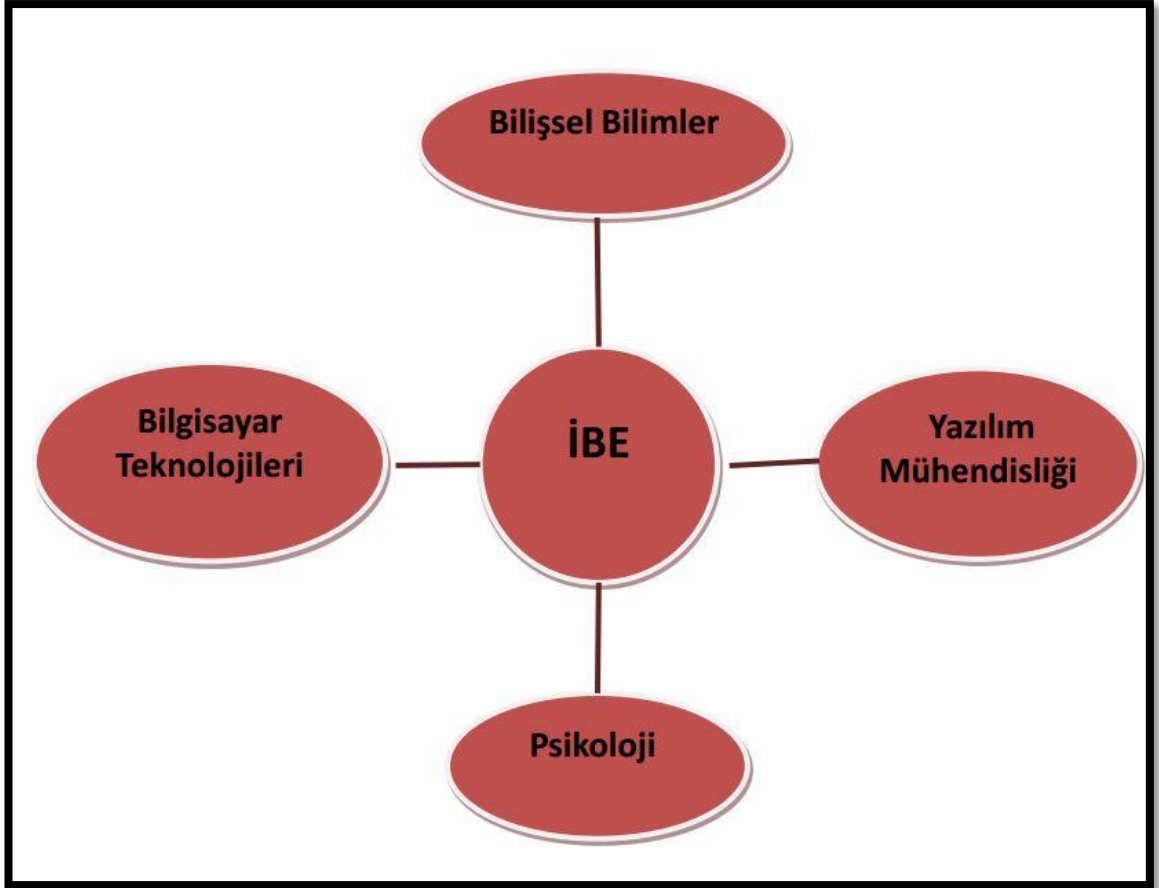 Bilişsel Bilimler
Bilgisayar
Teknolojileri
İBE
Yazılım
Mühendisliği
Psikoloji